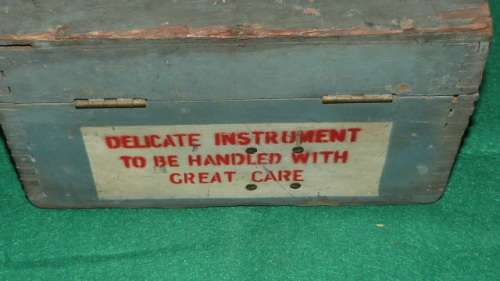 DELICATE INSTRUMENT
TO BE HANDLED WITH
GREAT CARE